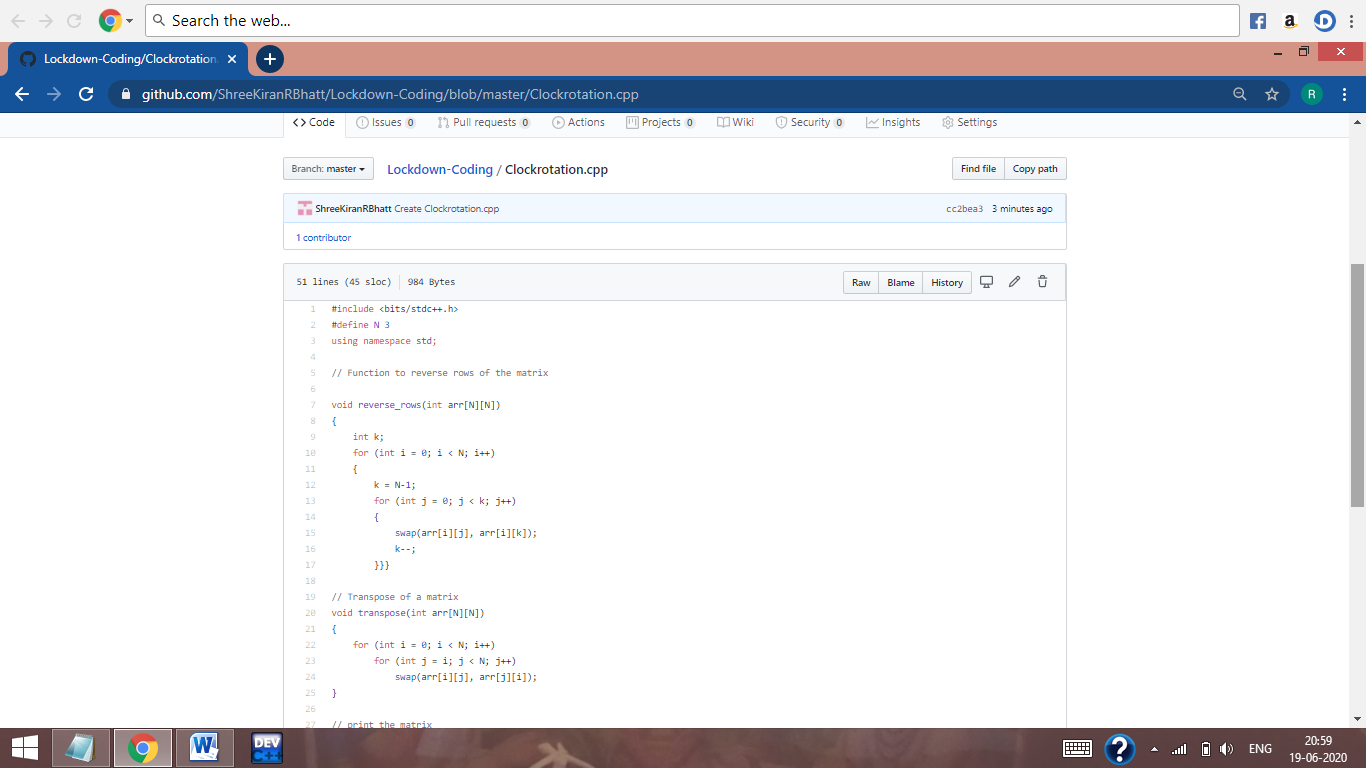 Search the web...
Lockdown-Coding/Clockrotation.
github.com/ShreeKiranRBhatt/Lockdown-Coding/blob/master/Clockrotation.cpp
R
Code Issues 0 Pull requests 0 Actions Projects 0 Wiki Security 0 Insights Settings
Branch: master Lockdown-Coding / Clockrotation.cpp Find file Copy path
ShreeKiranRBhatt Create Clockrotation.cpp cc2bea3 3 minutes ago
1 contributor
51 lines (45 sloc) 984 Bytes Raw Blame History
1 #include <bits/stdc++.h>
2 #define N 3
3 using namespace std;
4
5 // Function to reverse rows of the matrix
6
7 void reverse_rows(int arr[N][N])
8 {
9 int k;
10 for (int i = 0; i < N; i++)
11 {
12 k = N-1;
13 for (int j = 0; j < k; j++)
14 {
15 swap(arr[i][j], arr[i][k]);
16 k--;
17 }}}
18
19 // Transpose of a matrix
20 void transpose(int arr[N][N])
21 {
22 for (int i = 0; i < N; i++)
23 for (int j = i; j < N; j++)
24 swap(arr[i][j], arr[j][i]);
25 }
26
27 // print the matrix
DEV C++
ENG
20:59
19-06-2020